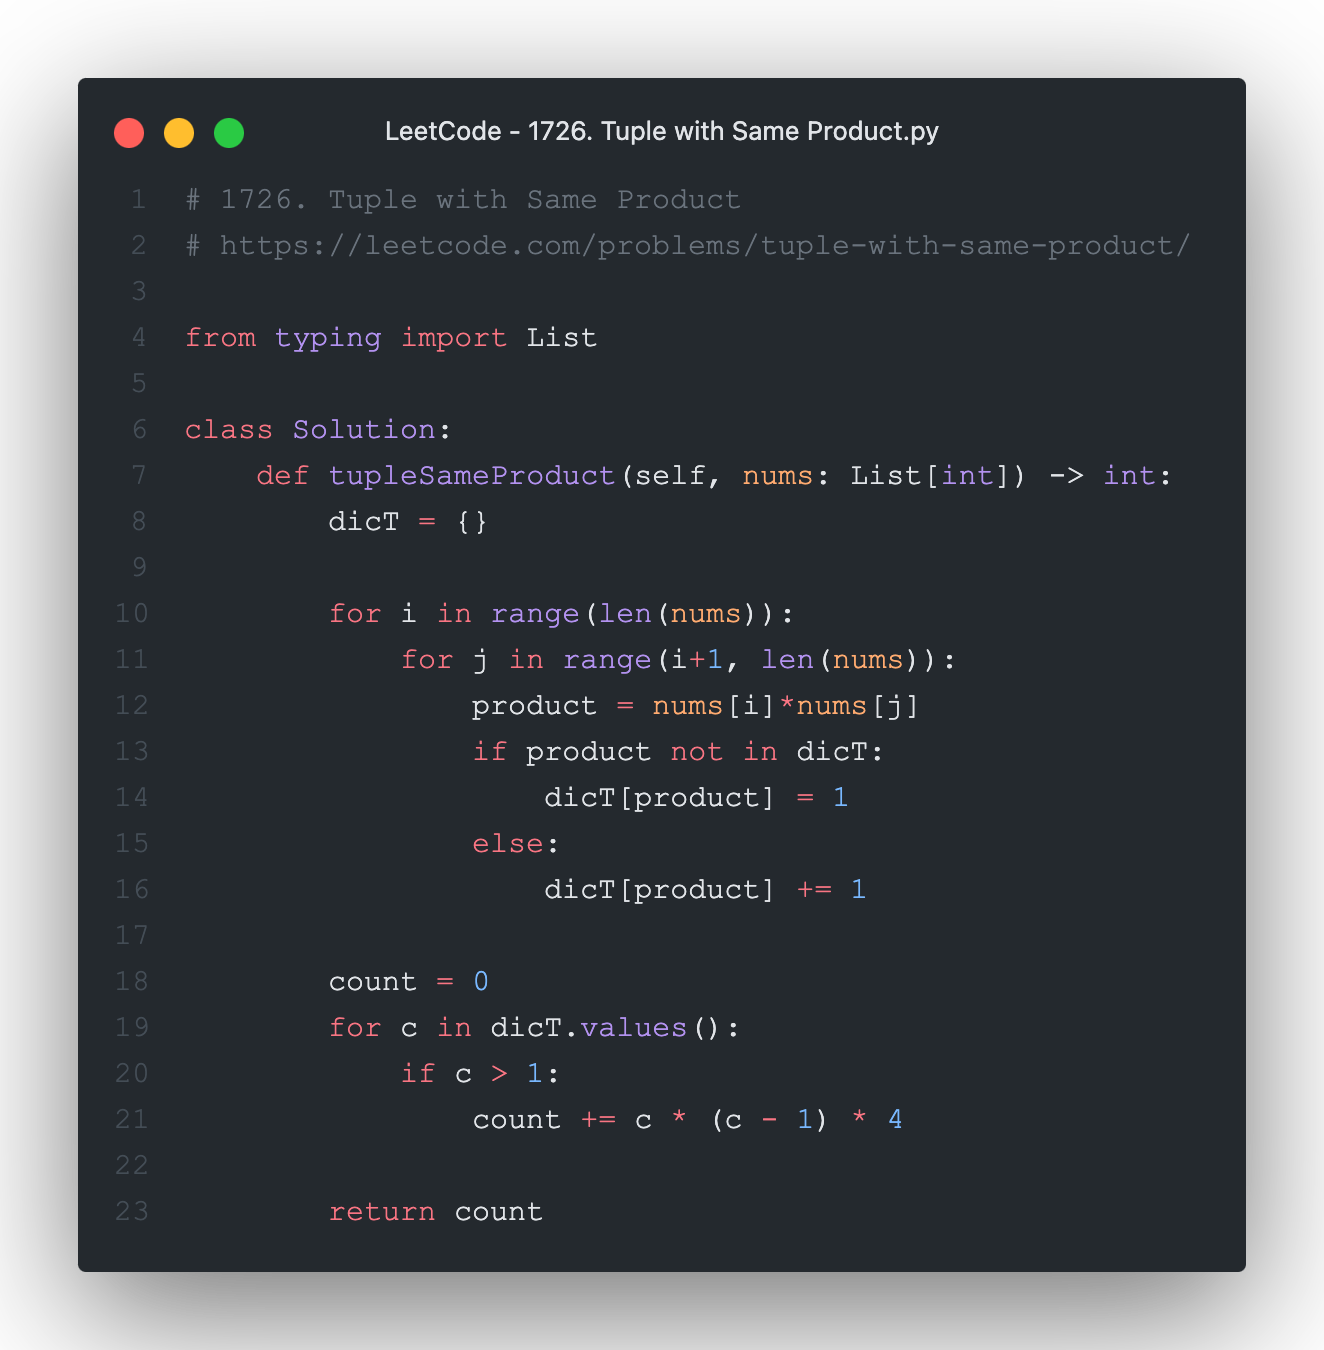 LeetCode - 1726. Tuple with Same Product.py
1 # 1726. Tuple with Same Product
2 # https://leetcode.com/problems/tuple-with-same-product/
3
4 from typing import List
5
6 class Solution:
7     def tupleSameProduct(self, nums: List[int]) -> int:
8         dicT = {}
9
10         for i in range(len(nums)):
11             for j in range(i+1, len(nums)):
12                 product = nums[i]*nums[j]
13                 if product not in dicT:
14                     dicT[product] = 1
15                 else:
16                     dicT[product] += 1
17
18         count = 0
19         for c in dicT.values():
20             if c > 1:
21                 count += c * (c - 1) * 4
22
23         return count